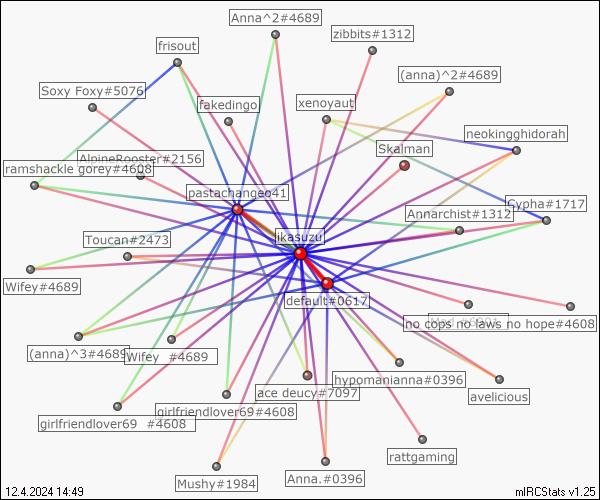 Anna^2#4689
zibbits#1312
frisout
(anna)^2#4689
Soxy Foxy#5076
fakedingo
xenoyaut
neokingghidorah
Skalman
AlpineRooster#2156
ramshackle gorey#4608
pastachangeo41
Cypha#1717
Annarchist#1312
Toucan#2473
ikasuzu
Wifey#4689
default#0617
no cops no laws no hope#4608
(anna)^3#4689
Wifey #4689
hypomanianna#0396
ace deucy#7097
avelicious
girlfriendlover69#4608
girlfriendlover69 #4608
rattgaming
Mushy#1984
Anna.#0396
12.4.2024 14:49
mIRCStats v1.25